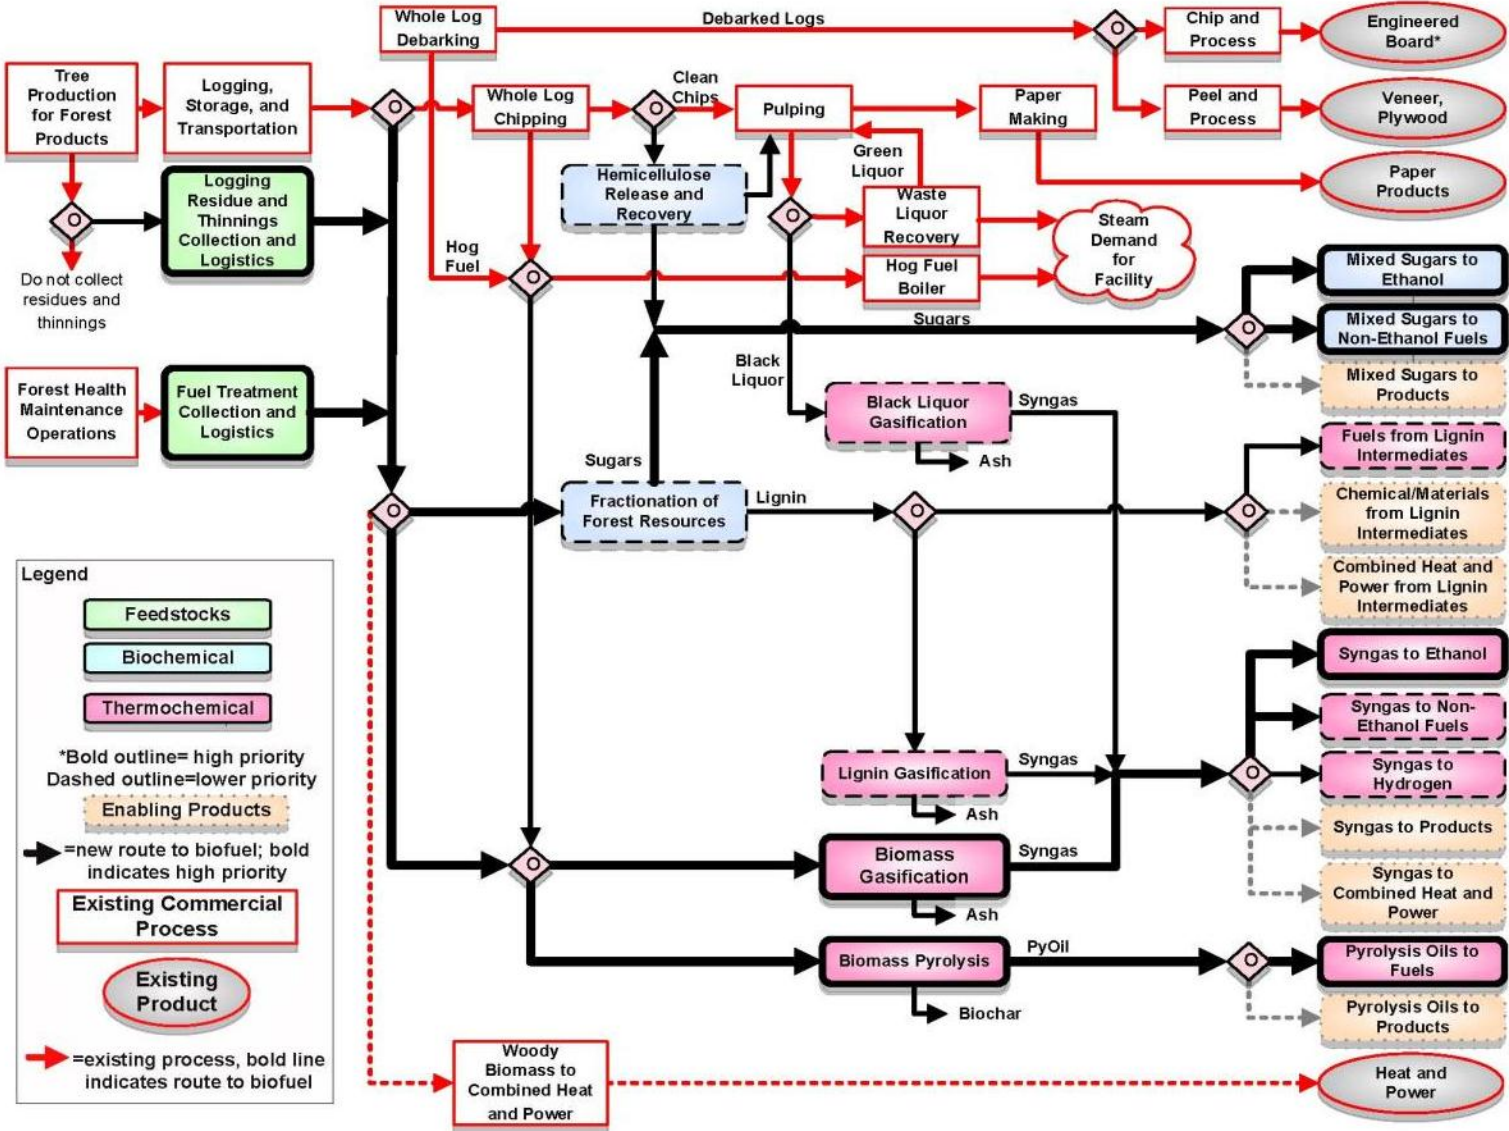 Whole Log
Debarking
Debarked Logs
O
Chip and
Process
Engineered
Board*
Tree
Production
for Forest
Products
Logging,
Storage, and
Transportation
O
Whole Log
Chipping
O
Clean
Chips
Pulping
Paper
Making
Peel and
Process
Veneer,
Plywood
Green
Liquor
Paper
Products
O
Logging
Residue and
Thinnings
Collection and
Logistics
Hemicellulose
Release and
Recovery
O
Waste
Liquor
Recovery
Steam
Demand
for
Facility
Do not collect
residues and
thinnings
Hog
Fuel
O
Hog Fuel
Boiler
Mixed Sugars to
Ethanol
Sugars
O
Mixed Sugars to
Non-Ethanol Fuels
Mixed Sugars to
Products
Forest Health
Maintenance
Operations
Fuel Treatment
Collection and
Logistics
Black
Liquor
Black Liquor
Gasification
Syngas
Ash
Fuels from Lignin
Intermediates
Sugars
O
Fractionation of
Forest Resources
Lignin
O
O
Chemical/Materials
from Lignin
Intermediates
Combined Heat and
Power from Lignin
Intermediates
Legend
Feedstocks
Biochemical
Thermochemical
*Bold outline= high priority
Dashed outline=lower priority
Enabling Products
=new route to biofuel; bold
indicates high priority
Existing Commercial
Process
Existing
Product
=existing process, bold line
indicates route to biofuel
Syngas to Ethanol
Syngas to Non-
Ethanol Fuels
Lignin Gasification
Syngas
Ash
O
Syngas to
Hydrogen
Syngas to Products
O
Biomass
Gasification
Syngas
Ash
Syngas to
Combined Heat and
Power
Biomass Pyrolysis
PyOil
Biochar
O
Pyrolysis Oils to
Fuels
Pyrolysis Oils to
Products
Woody
Biomass to
Combined Heat
and Power
Heat and
Power